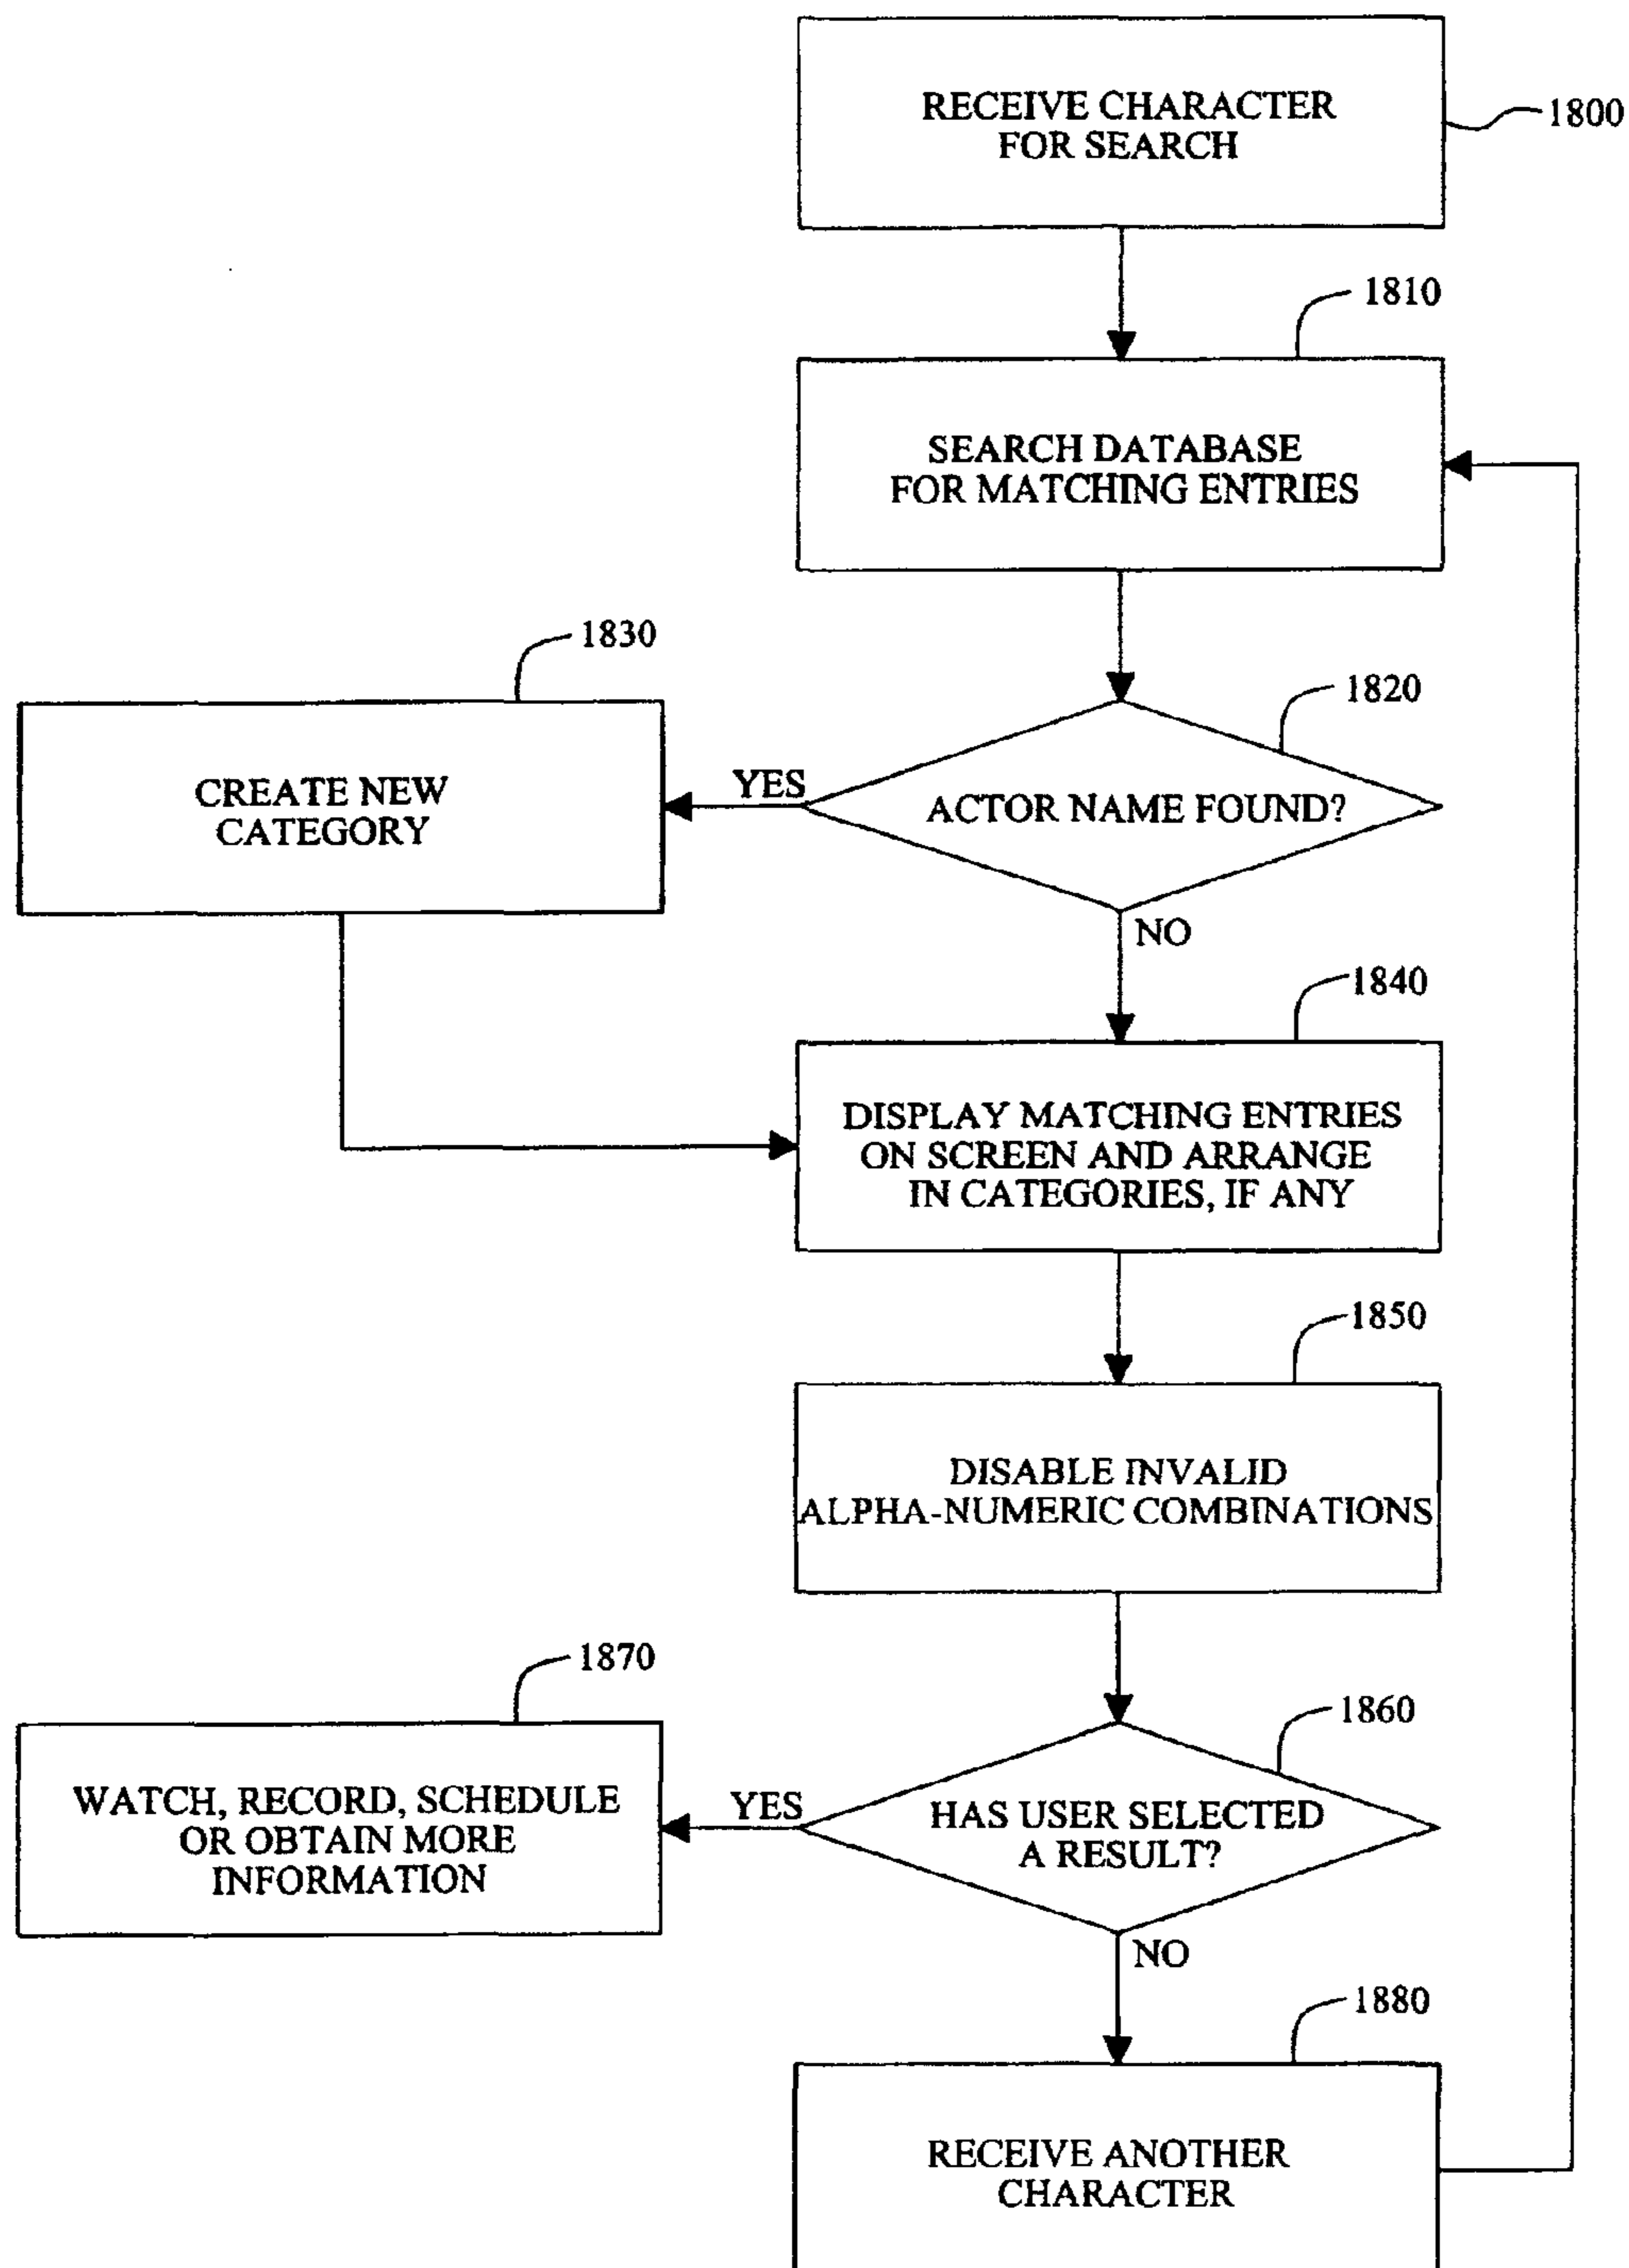 RECEIVE CHARACTER
FOR SEARCH
1800
1810
SEARCH DATABASE
FOR MATCHING ENTRIES
1830
1820
CREATE NEW
CATEGORY
YES
ACTOR NAME FOUND?
NO
1840
DISPLAY MATCHING ENTRIES
ON SCREEN AND ARRANGE
IN CATEGORIES, IF ANY
1850
DISABLE INVALID
ALPHA-NUMERIC COMBINATIONS
1870
1860
WATCH, RECORD, SCHEDULE
OR OBTAIN MORE
INFORMATION
YES
HAS USER SELECTED
A RESULT?
NO
1880
RECEIVE ANOTHER
CHARACTER